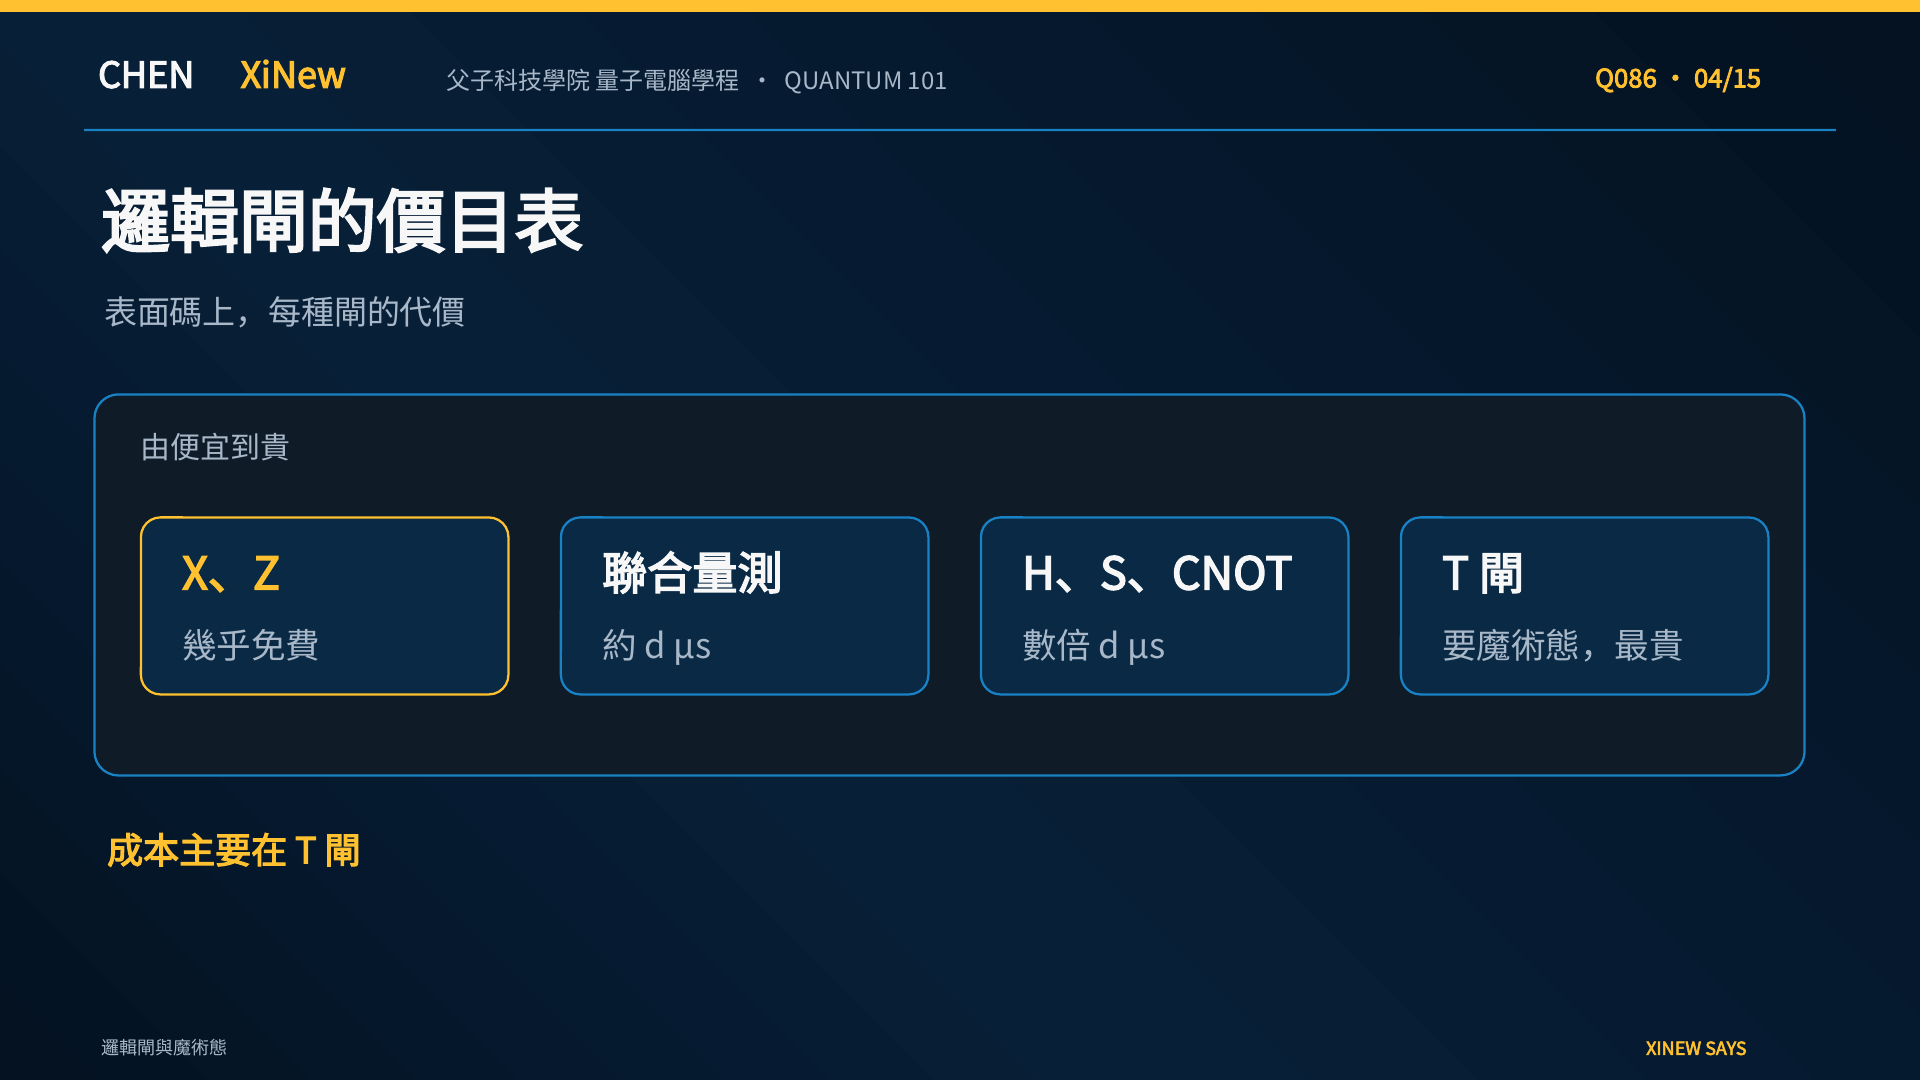 CHEN XiNew 父子科技學院 量子電腦學程 • QUANTUM 101 Q086 • 04/15
邏輯閘的價目表
表面碼上，每種閘的代價
由便宜到貴
X、Z
幾乎免費
聯合量測
約 d μs
H、S、CNOT
數倍 d μs
T 閘
要魔術態，最貴
成本主要在 T 閘
邏輯閘與魔術態
XINEW SAYS